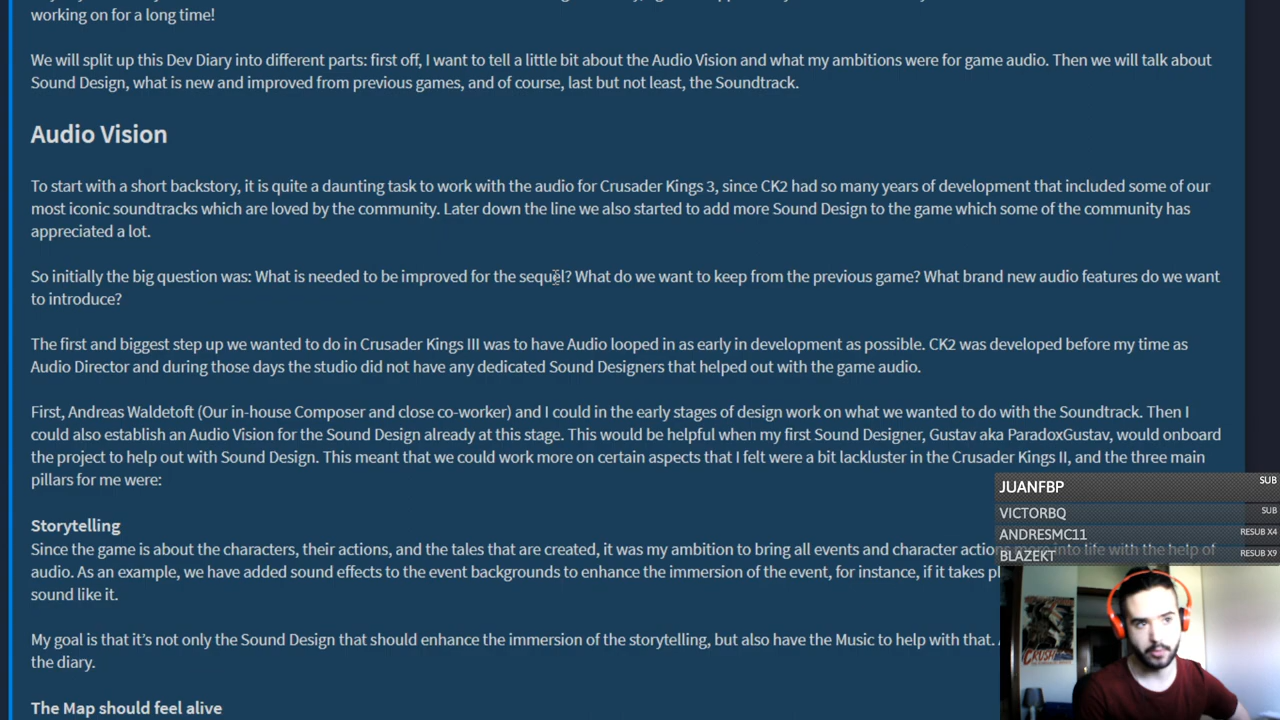 working on for a long time!
We will split up this Dev Diary into different parts: first off, I want to tell a little bit about the Audio Vision and what my ambitions were for game audio. Then we will talk about
Sound Design, what is new and improved from previous games, and of course, last but not least, the Soundtrack.
Audio Vision
To start with a short backstory, it is quite a daunting task to work with the audio for Crusader Kings 3, since CK2 had so many years of development that included some of our
most iconic soundtracks which are loved by the community. Later down the line we also started to add more Sound Design to the game which some of the community has
appreciated a lot.
So initially the big question was: What is needed to be improved for the sequel? What do we want to keep from the previous game? What brand new audio features do we want
to introduce?
The first and biggest step up we wanted to do in Crusader Kings III was to have Audio looped in as early in development as possible. CK2 was developed before my time as
Audio Director and during those days the studio did not have any dedicated Sound Designers that helped out with the game audio.
First, Andreas Waldetoft (Our in-house Composer and close co-worker) and I could in the early stages of design work on what we wanted to do with the Soundtrack. Then I
could also establish an Audio Vision for the Sound Design already at this stage. This would be helpful when my first Sound Designer, Gustav aka ParadoxGustav, would onboard
the project to help out with Sound Design. This meant that we could work more on certain aspects that I felt were a bit lackluster in the Crusader Kings II, and the three main
pillars for me were:
JUANFBP SUB
VICTORBQ SUB
ANDRESMC11 RESUB X4
BLAZEKT RESUB X9
Storytelling
Since the game is about the characters, their actions, and the tales that are created, it was my ambition to bring all events and character actions more into life with the help of
audio. As an example, we have added sound effects to the event backgrounds to enhance the immersion of the event, for instance, if it takes
sound like it.
My goal is that it's not only the Sound Design that should enhance the immersion of the storytelling, but also have the Music to help with that.
the diary.
The Map should feel alive